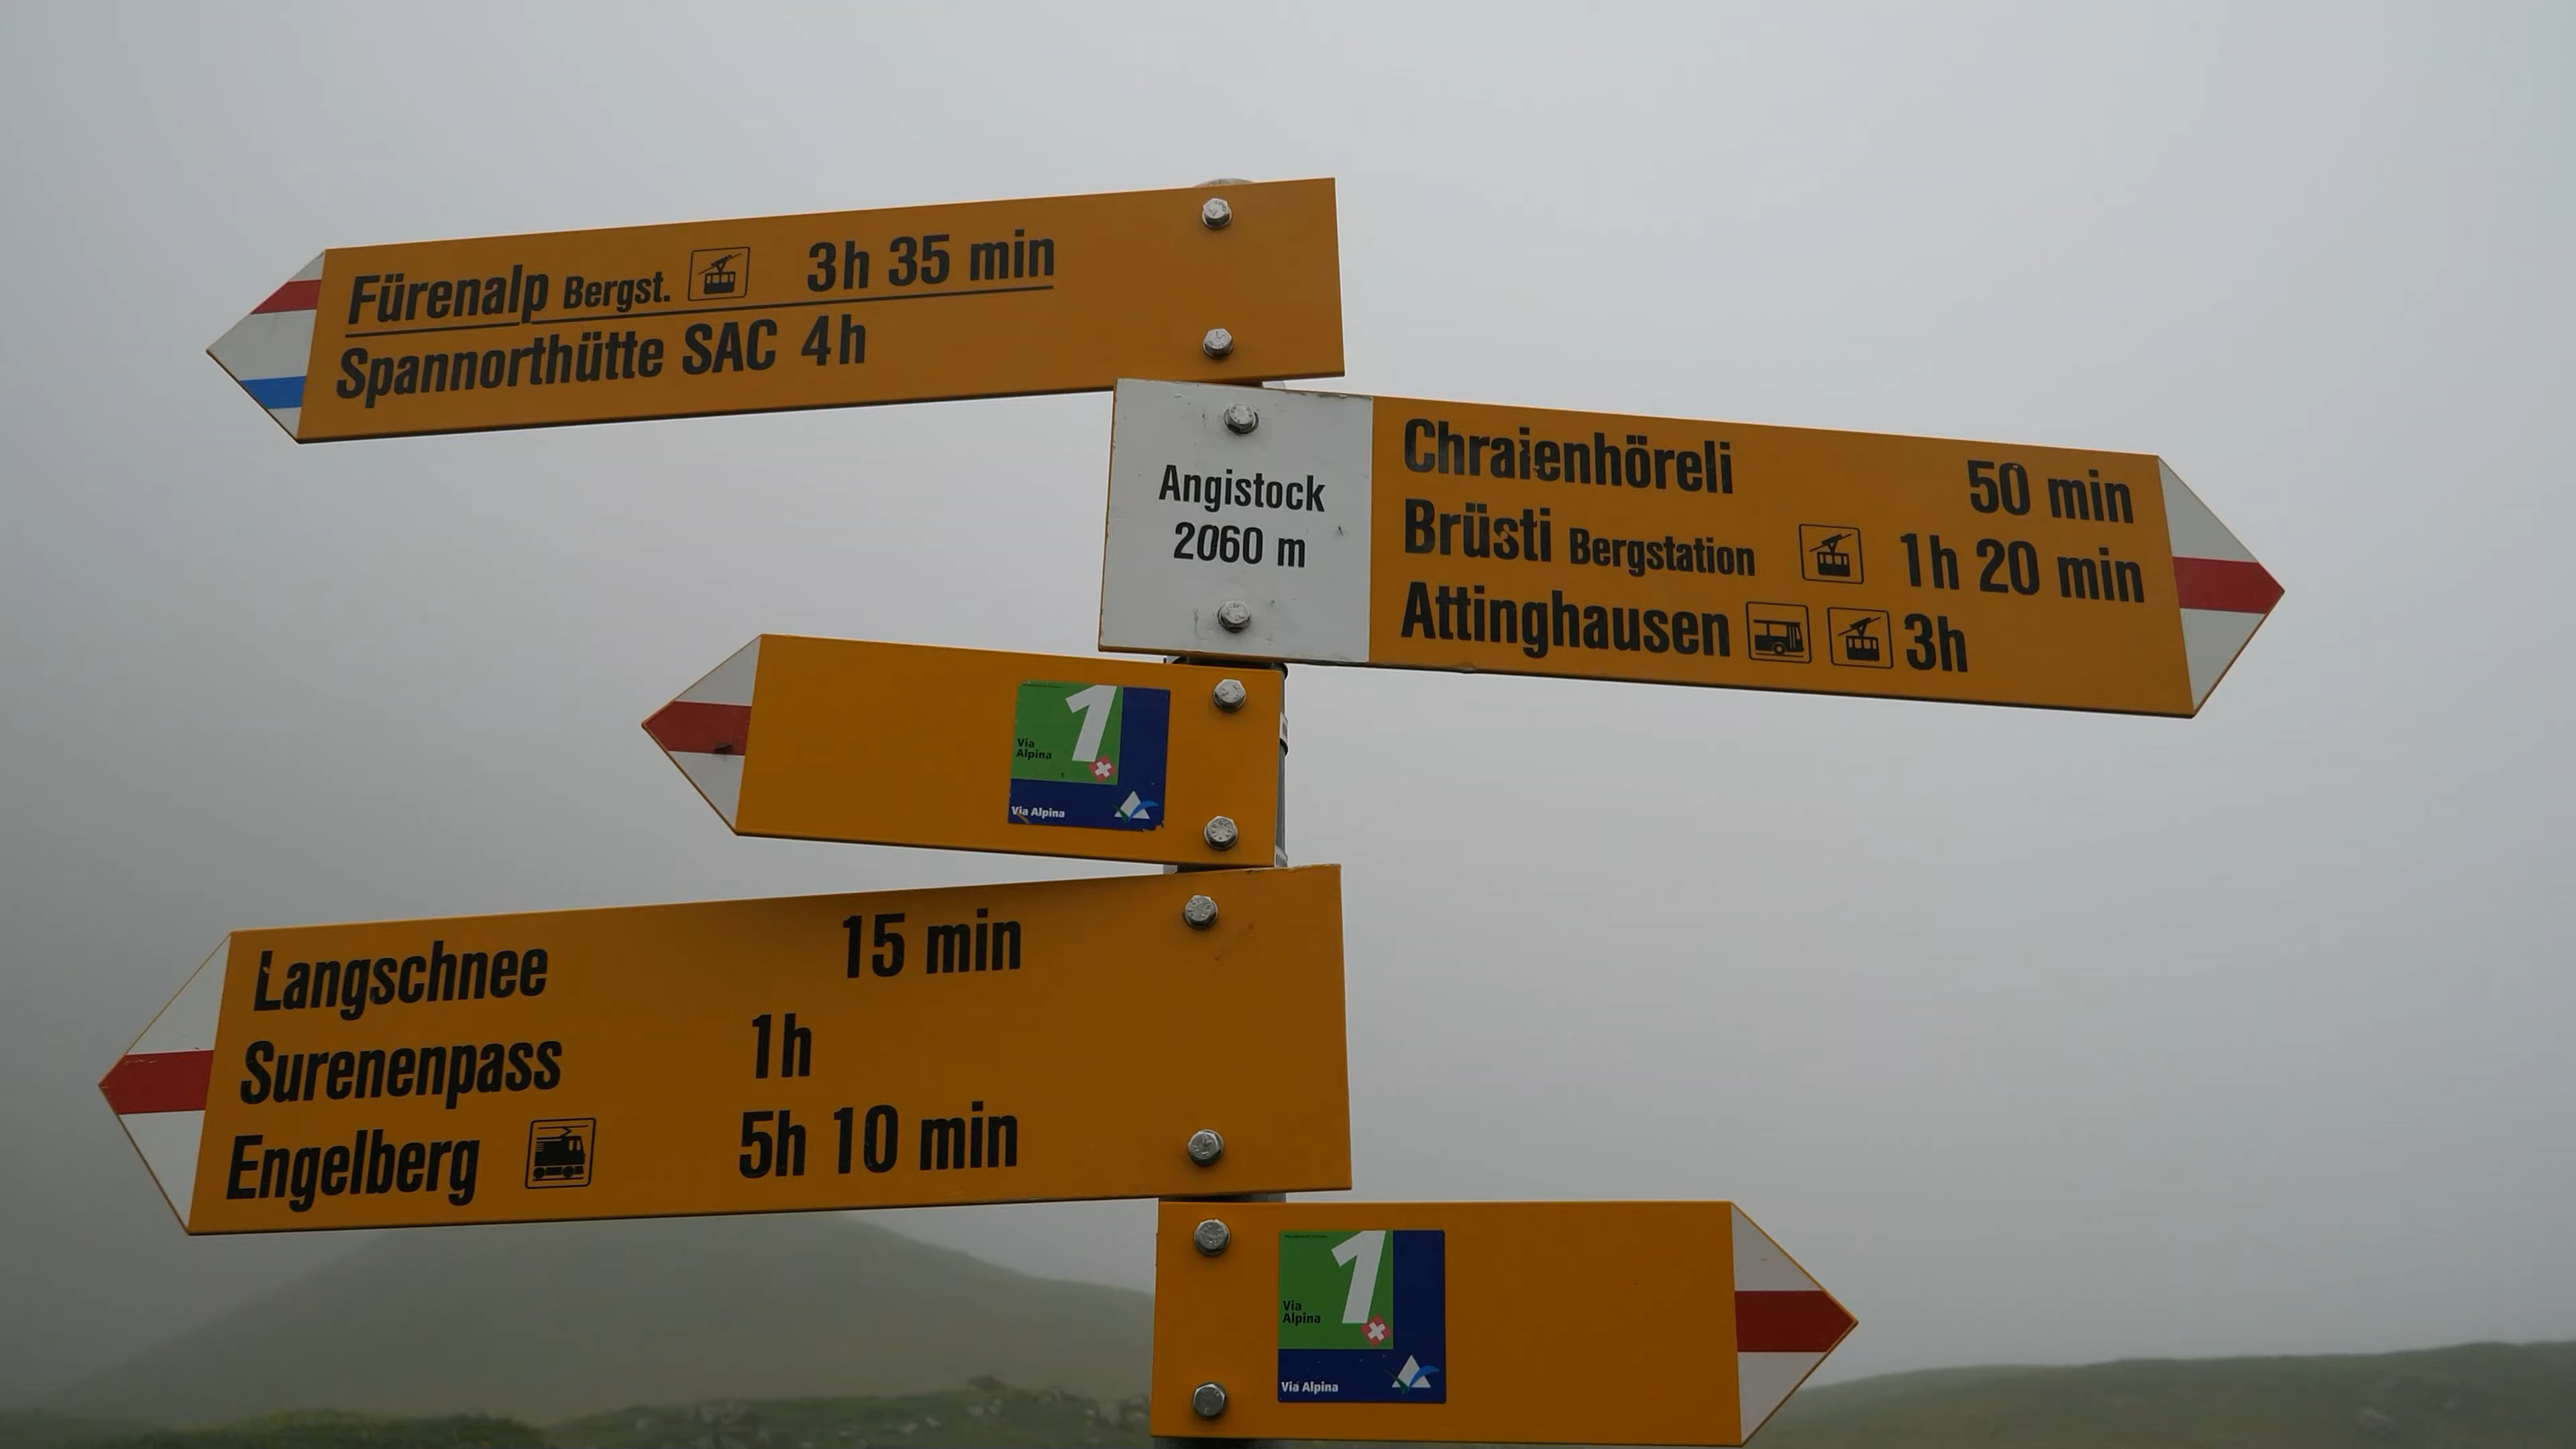 Fürenalp Bergst. 3h 35 min
Spannorthütte SAC 4h
Angistock
2060 m
Chraienhöreli 50 min
Brüsti Bergstation 1h 20 min
Attinghausen 3h
1
Via
Alpina
Via Alpina
Langschnee 15 min
Surenenpass 1h
Engelberg 5h 10 min
1
Via
Alpina
Via Alpina